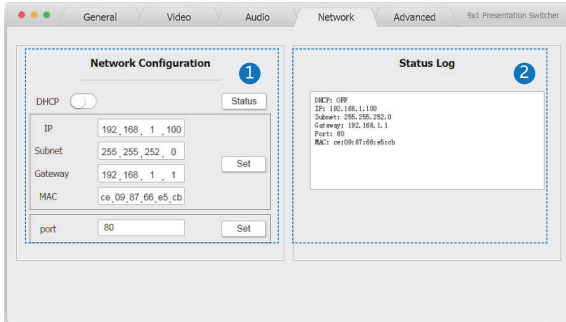 General Video Audio Network Advanced 9x1 Presentation Switcher
Network Configuration
1
DHCP Status
IP 192 . 168 . 1 . 100
Subnet 255 . 255 . 252 . 0
Gateway 192 . 168 . 1 . 1
Set
MAC ce . 09 . 87 . 66 . e5 . cb
port 80 Set
Status Log
2
DHCP: OFF
IP: 192.168.1.100
Subnet: 255.255.252.0
Gateway: 192.168.1.1
Port: 80
MAC: ce:09:87:66:e5:cb